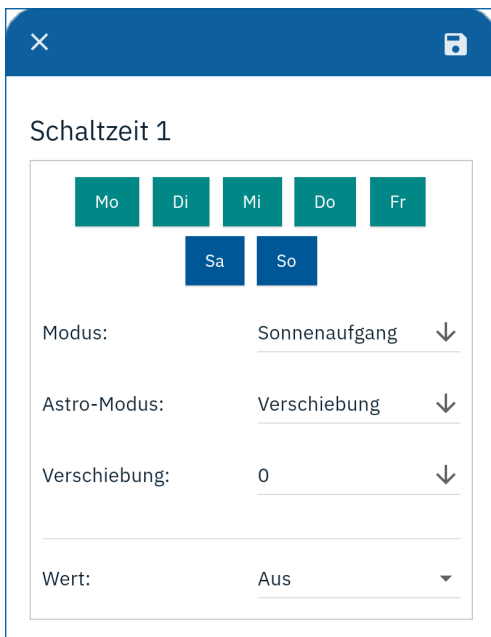 Schaltzeit 1
Mo Di Mi Do Fr
Sa So
Modus: Sonnenaufgang
Astro-Modus: Verschiebung
Verschiebung: 0
Wert: Aus